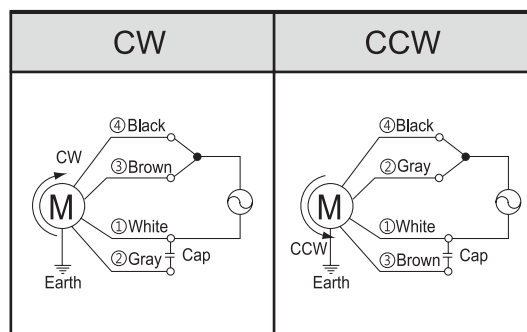 CW
CCW
④Black
CW
③Brown
M
①White
②Gray
Cap
Earth
④Black
②Gray
M
①White
CCW
③Brown
Cap
Earth